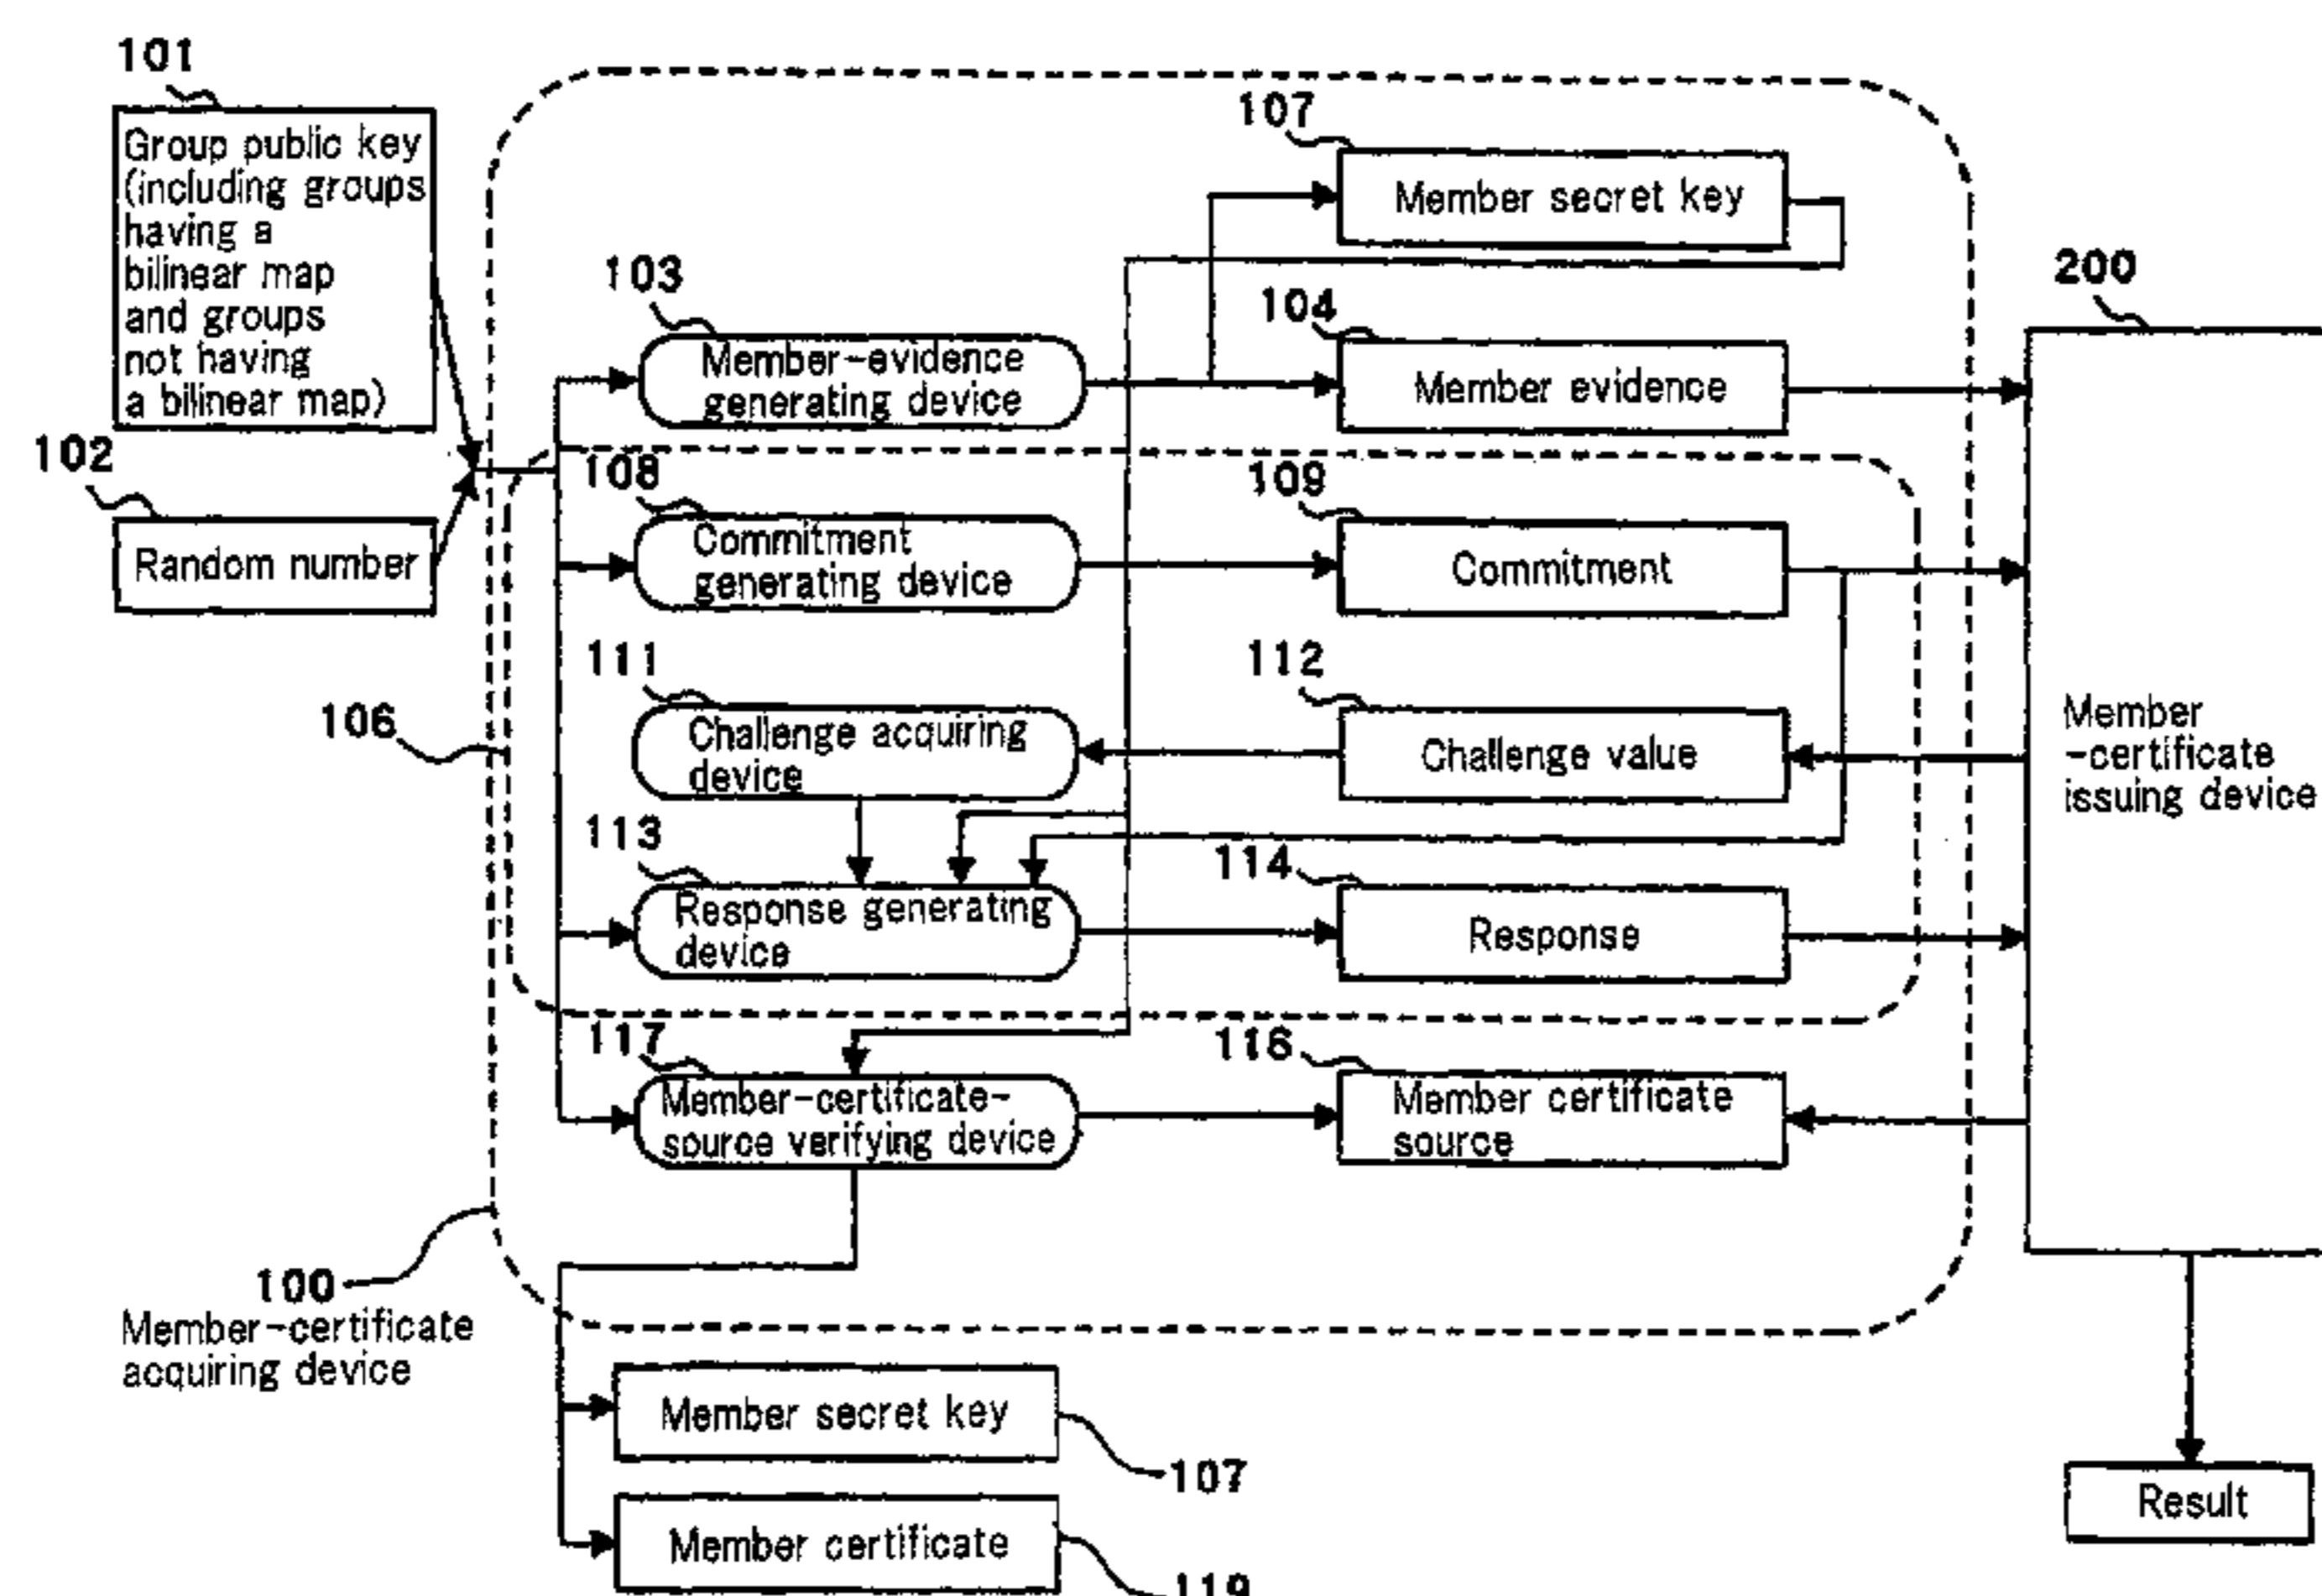 101
Group public key
(including groups
having a
bilinear map
and groups
not having
a bilinear map)
102
Random number
107
Member secret key
103
Member-evidence
generating device
104
Member evidence
200
108
Commitment
generating device
109
Commitment
111
Challenge acquiring
device
112
Challenge value
106
Member
-certificate
issuing device
113
Response generating
device
114
Response
117
Member-certificate-
source verifying device
116
Member certificate
source
100
Member-certificate
acquiring device
Member secret key
107
Member certificate
119
Result